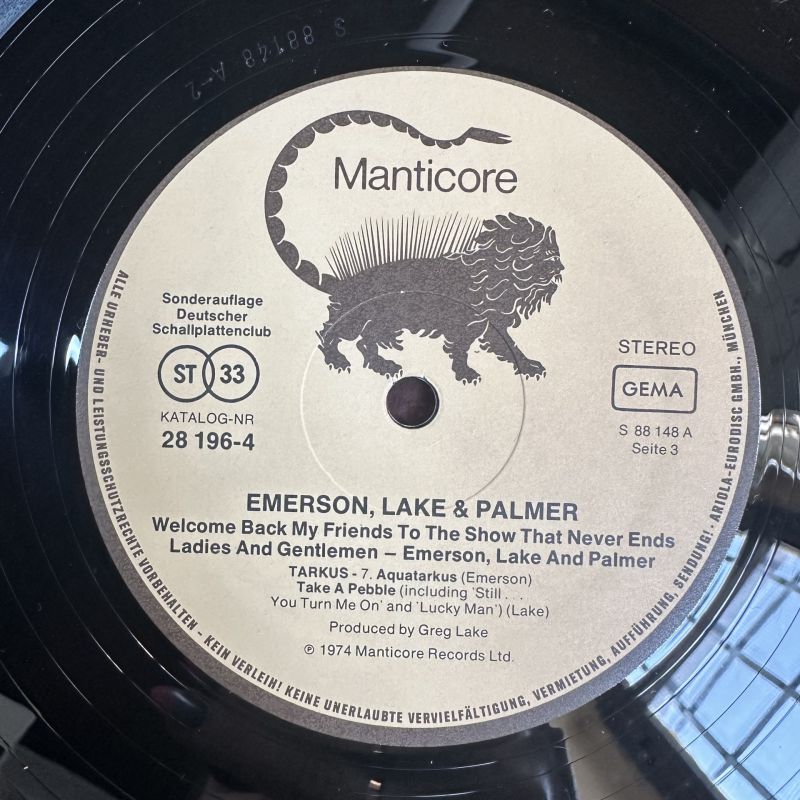 S 88148 A-2
Manticore
Sonderauflage
Deutscher
Schallplattenclub
ST 33
KATALOG-NR
28 196-4
STEREO
GEMA
S 88 148 A
Seite 3
EMERSON, LAKE & PALMER
Welcome Back My Friends To The Show That Never Ends
Ladies And Gentlemen – Emerson, Lake And Palmer
TARKUS - 7. Aquatarkus (Emerson)
Take A Pebble (including 'Still . . .
You Turn Me On' and 'Lucky Man') (Lake)
Produced by Greg Lake
℗ 1974 Manticore Records Ltd.
ALLE URHEBER- UND LEISTUNGSSCHUTZRECHTE VORBEHALTEN - KEIN VERLEIH! KEINE UNERLAUBTE VERVIELFÄLTIGUNG, VERMIETUNG, AUFFÜHRUNG, SENDUNG! · ARIOLA-EURODISC GMBH., MÜNCHEN